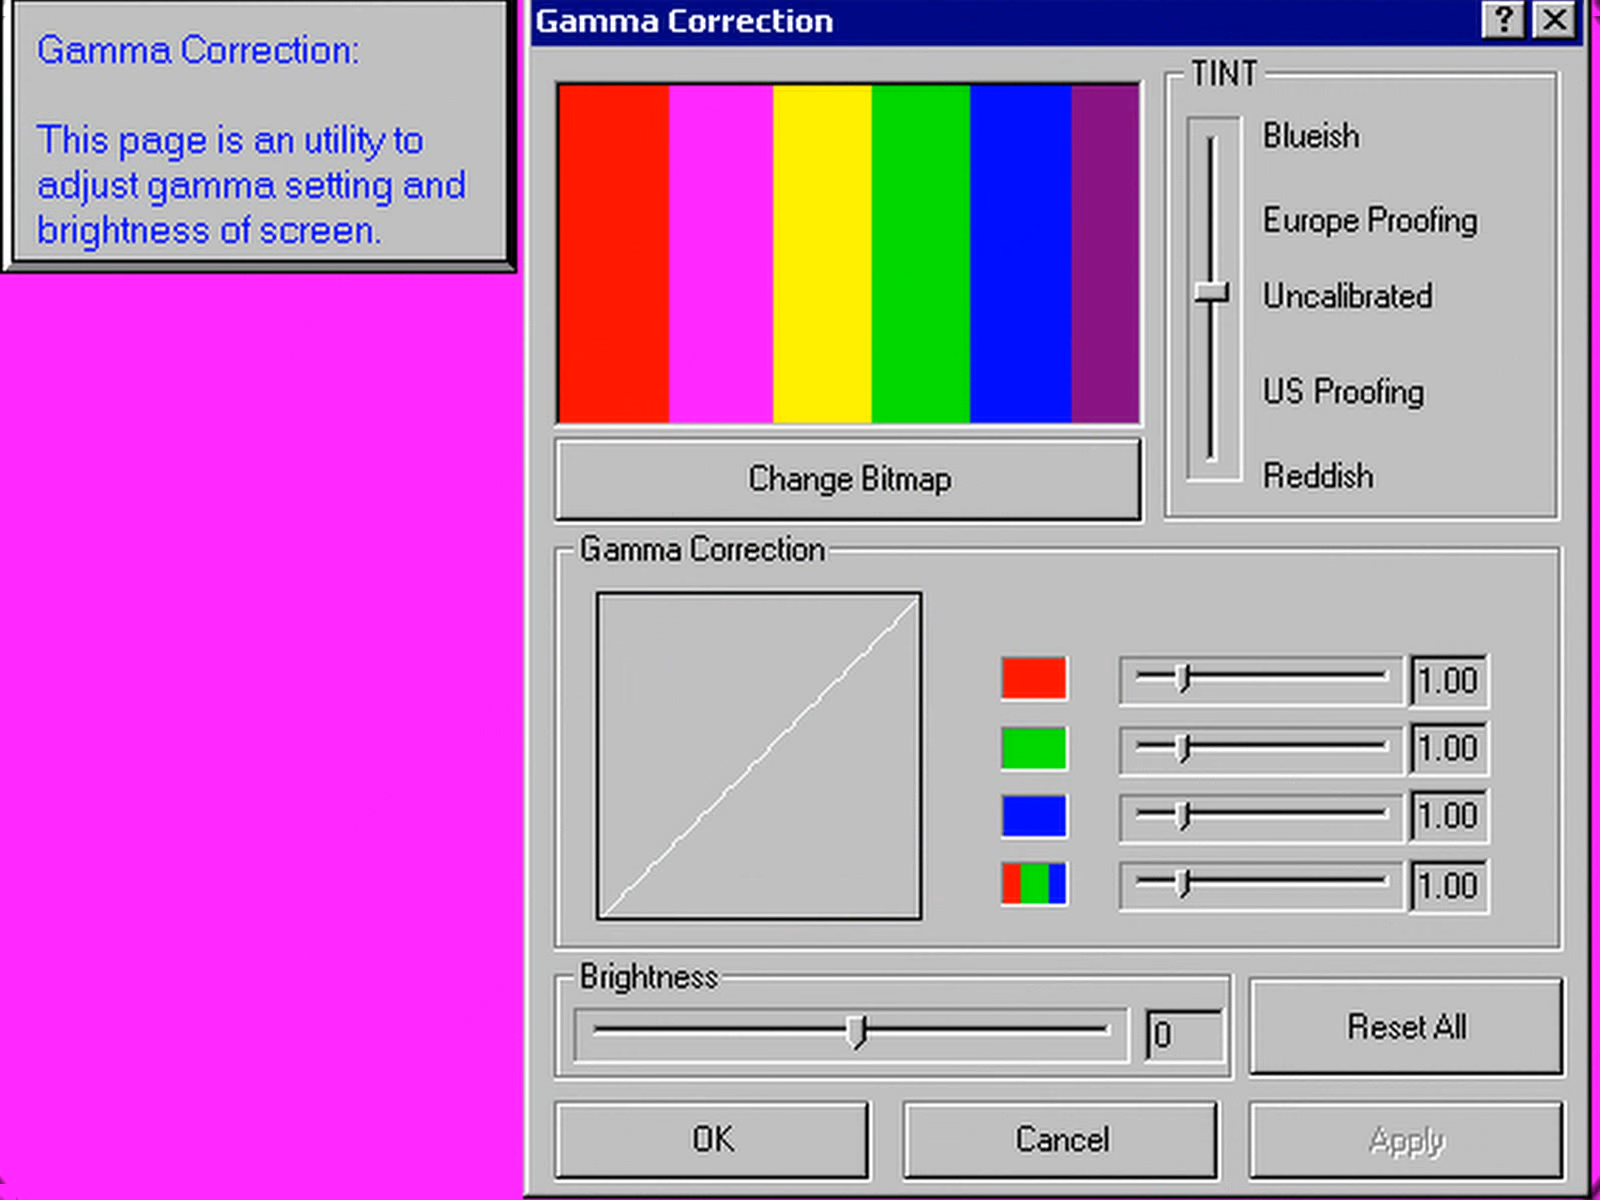 Gamma Correction:
This page is an utility to
adjust gamma setting and
brightness of screen.
Gamma Correction
TINT
Blueish
Europe Proofing
Uncalibrated
US Proofing
Reddish
Change Bitmap
Gamma Correction
1.00
1.00
1.00
1.00
Brightness
0
Reset All
OK
Cancel
Apply